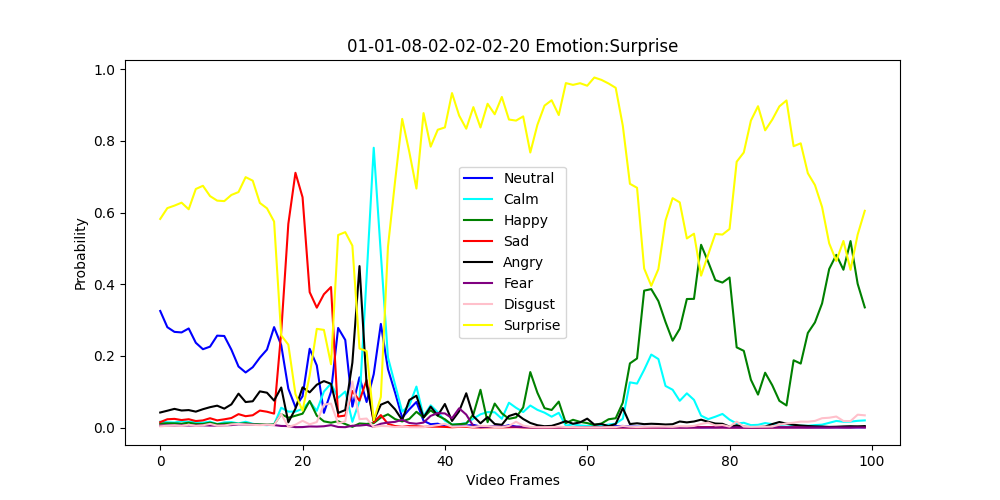 01-01-08-02-02-02-20 Emotion:Surprise
1.0
0.8
0.6
0.4
0.2
0.0
Probability
Neutral
Calm
Happy
Sad
Angry
Fear
Disgust
Surprise
0 20 40 60 80 100
Video Frames